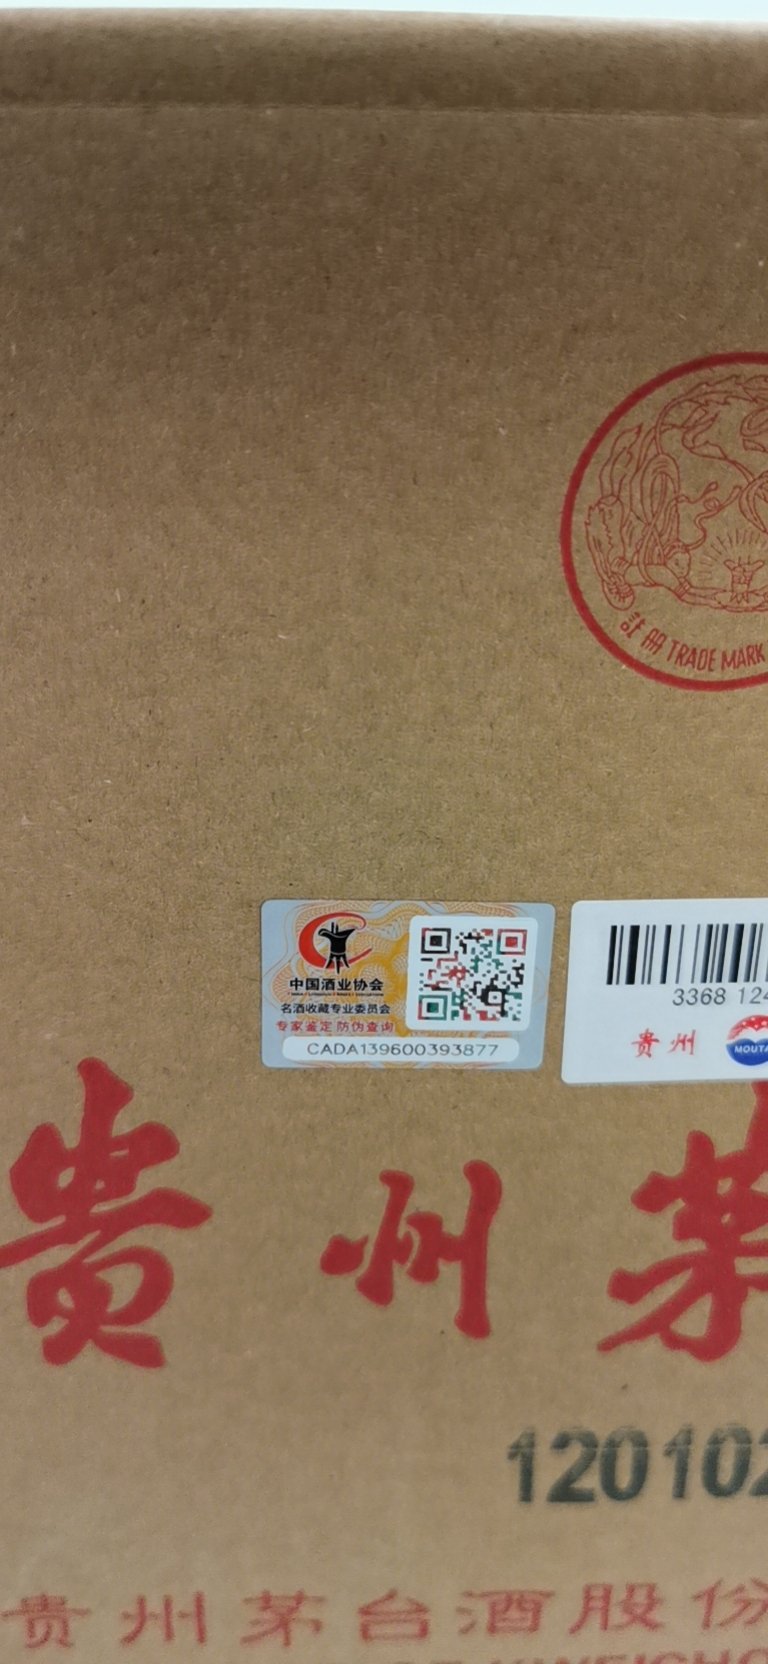 註册 TRADE MARK
中国酒业协会
名酒收藏专业委员会
专家鉴定 防伪查询
CADA139600393877
3368 124
贵州
MOUTA
贵州茅
120102
贵州茅台酒股份